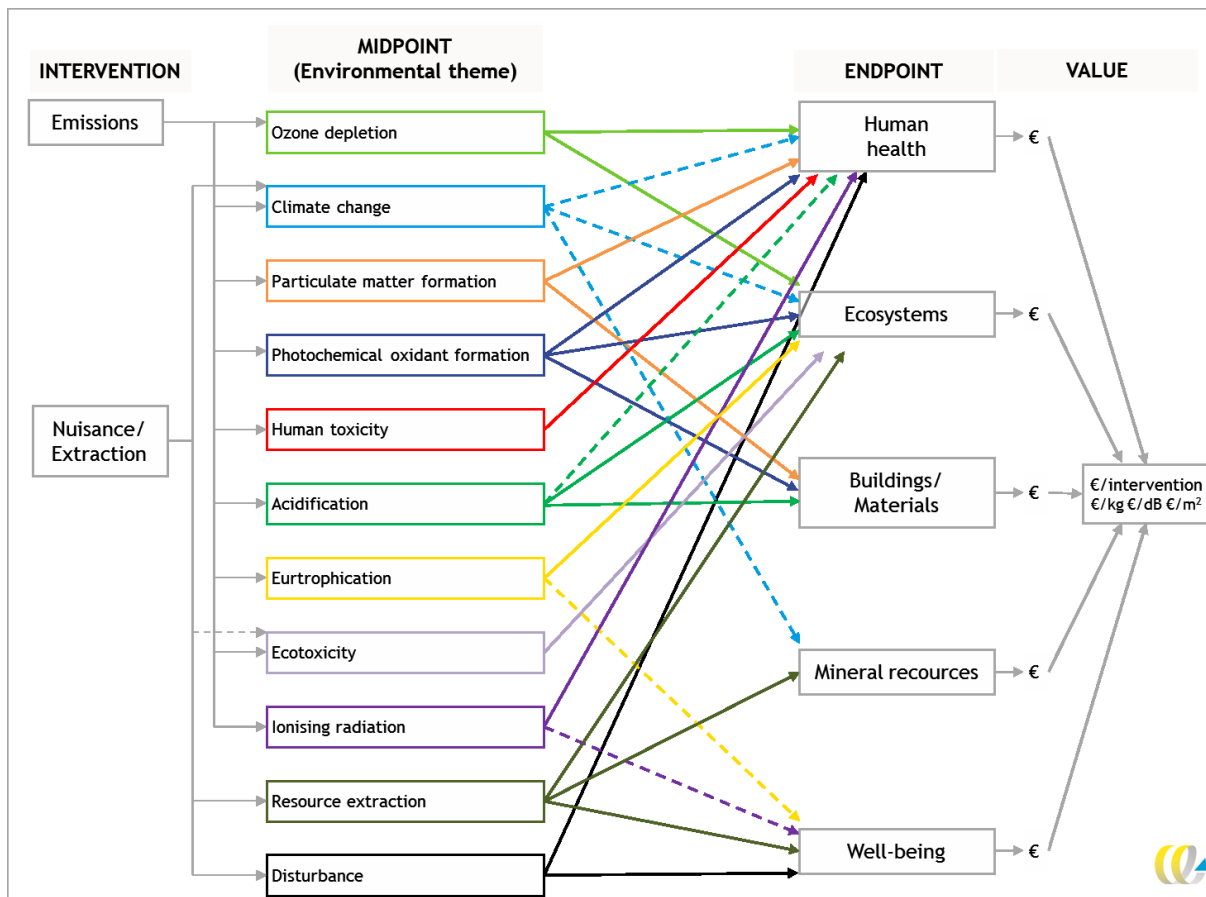 INTERVENTION
MIDPOINT
(Environmental theme)
ENDPOINT
VALUE
Emissions
Nuisance/
Extraction
Ozone depletion
Climate change
Particulate matter formation
Photochemical oxidant formation
Human toxicity
Acidification
Eurtrophication
Ecotoxicity
Ionising radiation
Resource extraction
Disturbance
Human
health
Ecosystems
Buildings/
Materials
Mineral recources
Well-being
€
€
€
€
€
€/intervention
€/kg €/dB €/m²